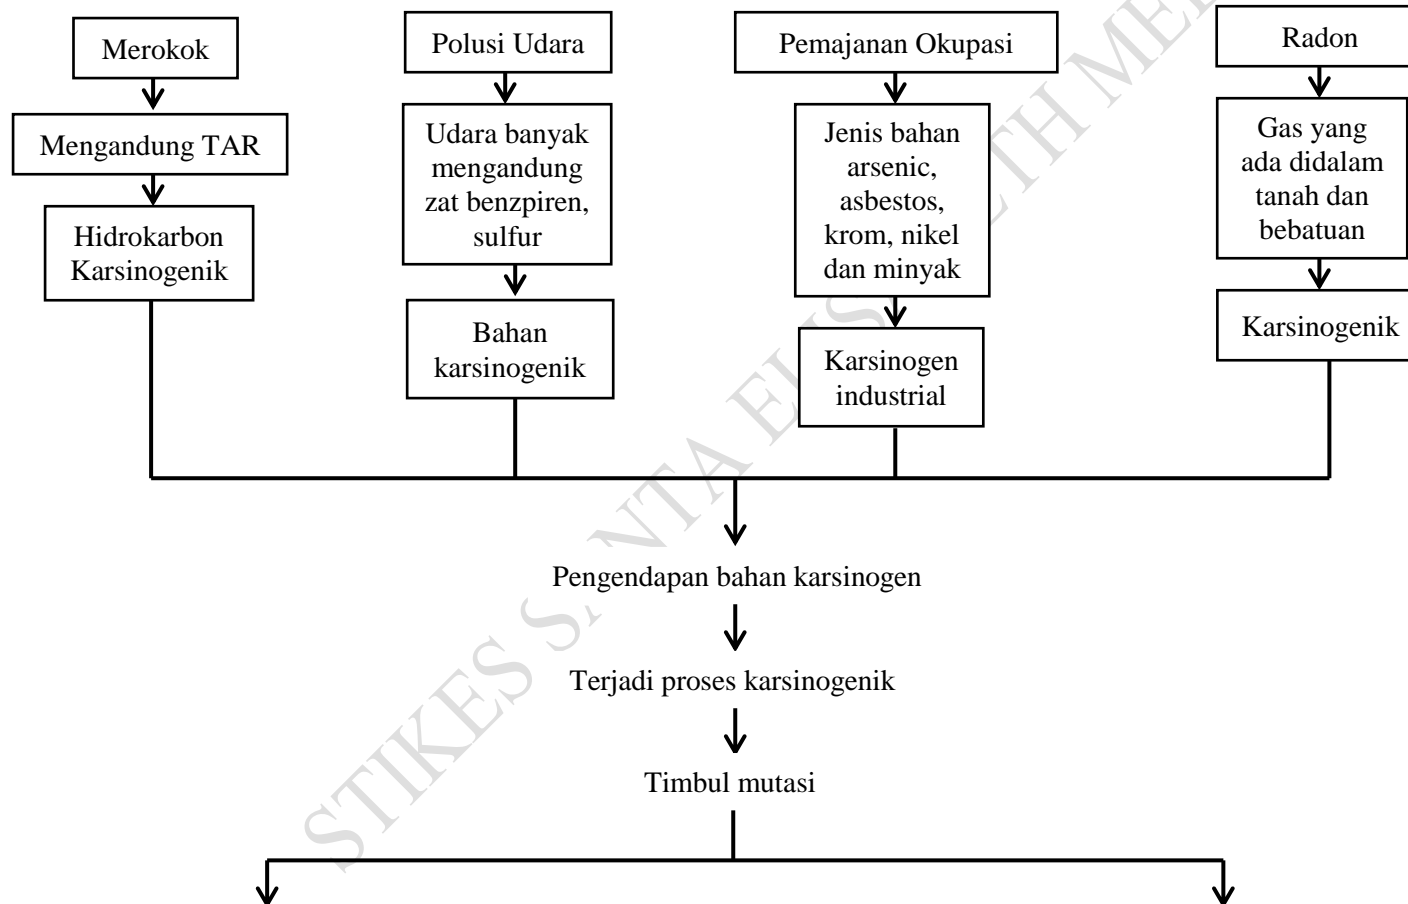 Merokok
Mengandung TAR
Hidrokarbon
Karsinogenik
Polusi Udara
Udara banyak
mengandung
zat benzpiren,
sulfur
Bahan
karsinogenik
Pemajanan Okupasi
Jenis bahan
arsenic,
asbestos,
krom, nikel
dan minyak
Karsinogen
industrial
Radon
Gas yang
ada didalam
tanah dan
bebatuan
Karsinogenik
Pengendapan bahan karsinogen
Terjadi proses karsinogenik
Timbul mutasi
STIKES SANTA